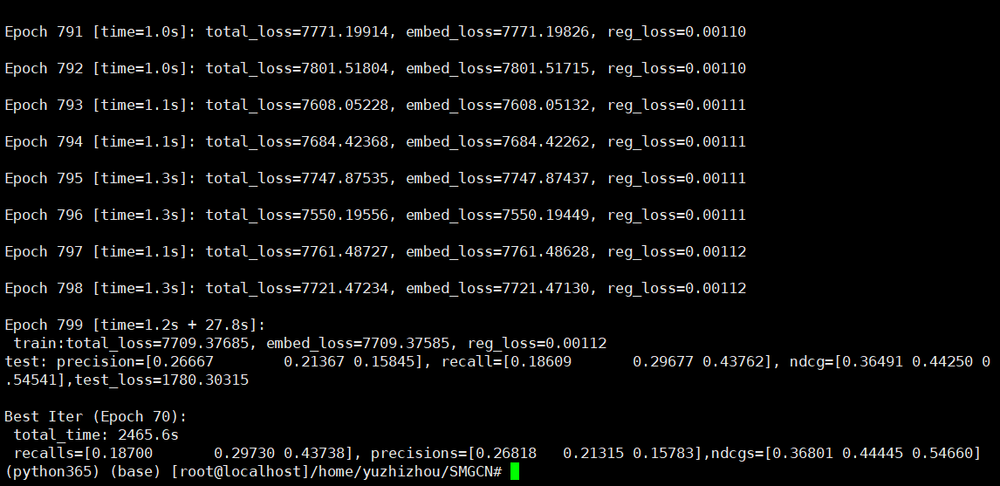 Epoch 791 [time=1.0s]: total_loss=7771.19914, embed_loss=7771.19826, reg_loss=0.00110
Epoch 792 [time=1.0s]: total_loss=7801.51804, embed_loss=7801.51715, reg_loss=0.00110
Epoch 793 [time=1.1s]: total_loss=7608.05228, embed_loss=7608.05132, reg_loss=0.00111
Epoch 794 [time=1.1s]: total_loss=7684.42368, embed_loss=7684.42262, reg_loss=0.00111
Epoch 795 [time=1.3s]: total_loss=7747.87535, embed_loss=7747.87437, reg_loss=0.00111
Epoch 796 [time=1.3s]: total_loss=7550.19556, embed_loss=7550.19449, reg_loss=0.00111
Epoch 797 [time=1.1s]: total_loss=7761.48727, embed_loss=7761.48628, reg_loss=0.00112
Epoch 798 [time=1.3s]: total_loss=7721.47234, embed_loss=7721.47130, reg_loss=0.00112
Epoch 799 [time=1.2s + 27.8s]:
 train:total_loss=7709.37685, embed_loss=7709.37585, reg_loss=0.00112
test: precision=[0.26667        0.21367 0.15845], recall=[0.18609       0.29677 0.43762], ndcg=[0.36491 0.44250 0
.54541],test_loss=1780.30315
Best Iter (Epoch 70):
 total_time: 2465.6s
 recalls=[0.18700       0.29730 0.43738], precisions=[0.26818   0.21315 0.15783],ndcgs=[0.36801 0.44445 0.54660]
(python365) (base) [root@localhost]/home/yuzhizhou/SMGCN#